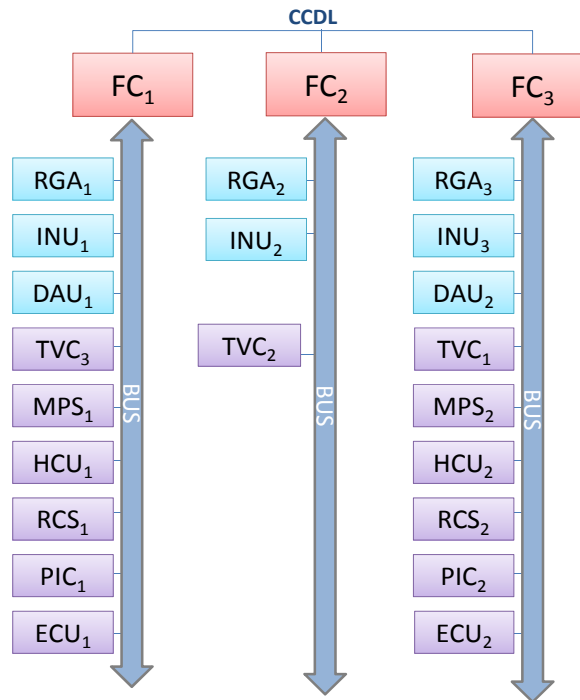 CCDL
FC₁
FC₂
FC₃
RGA₁
RGA₂
RGA₃
INU₁
INU₂
INU₃
DAU₁
DAU₂
TVC₃
TVC₂
TVC₁
MPS₁
BUS
BUS
MPS₂
BUS
HCU₁
HCU₂
RCS₁
RCS₂
PIC₁
PIC₂
ECU₁
ECU₂